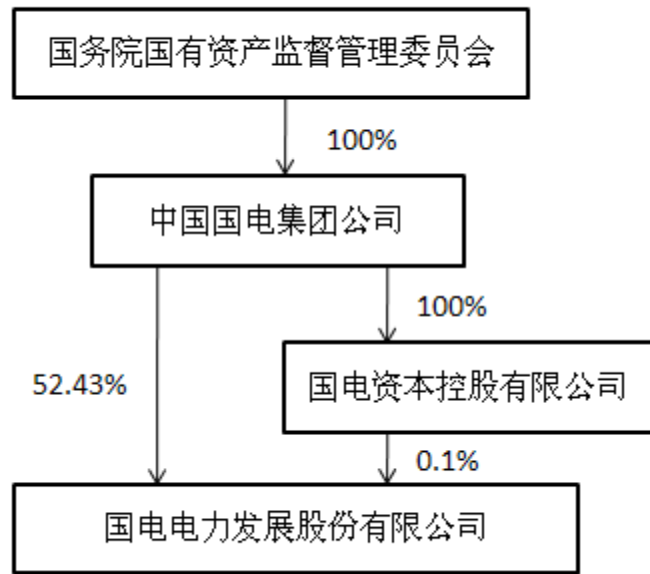 国务院国有资产监督管理委员会
100%
中国国电集团公司
100%
52.43%
国电资本控股有限公司
0.1%
国电电力发展股份有限公司